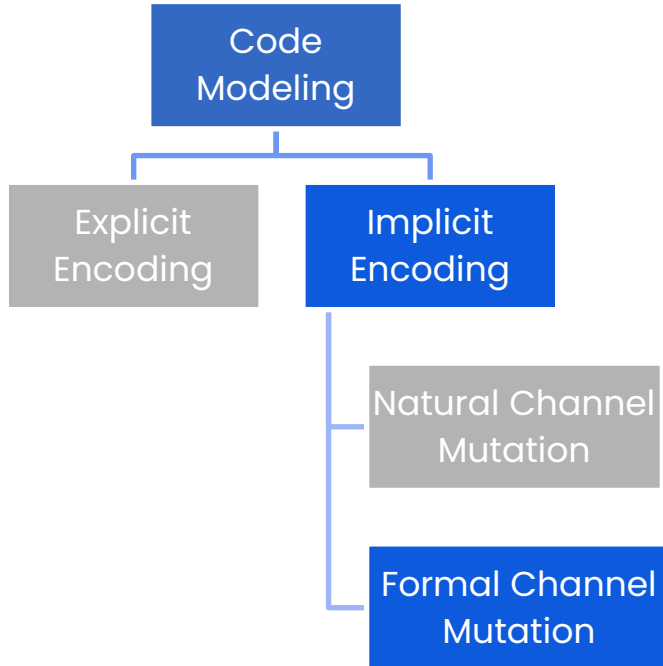 Code
Modeling
Explicit
Encoding
Implicit
Encoding
Natural Channel
Mutation
Formal Channel
Mutation